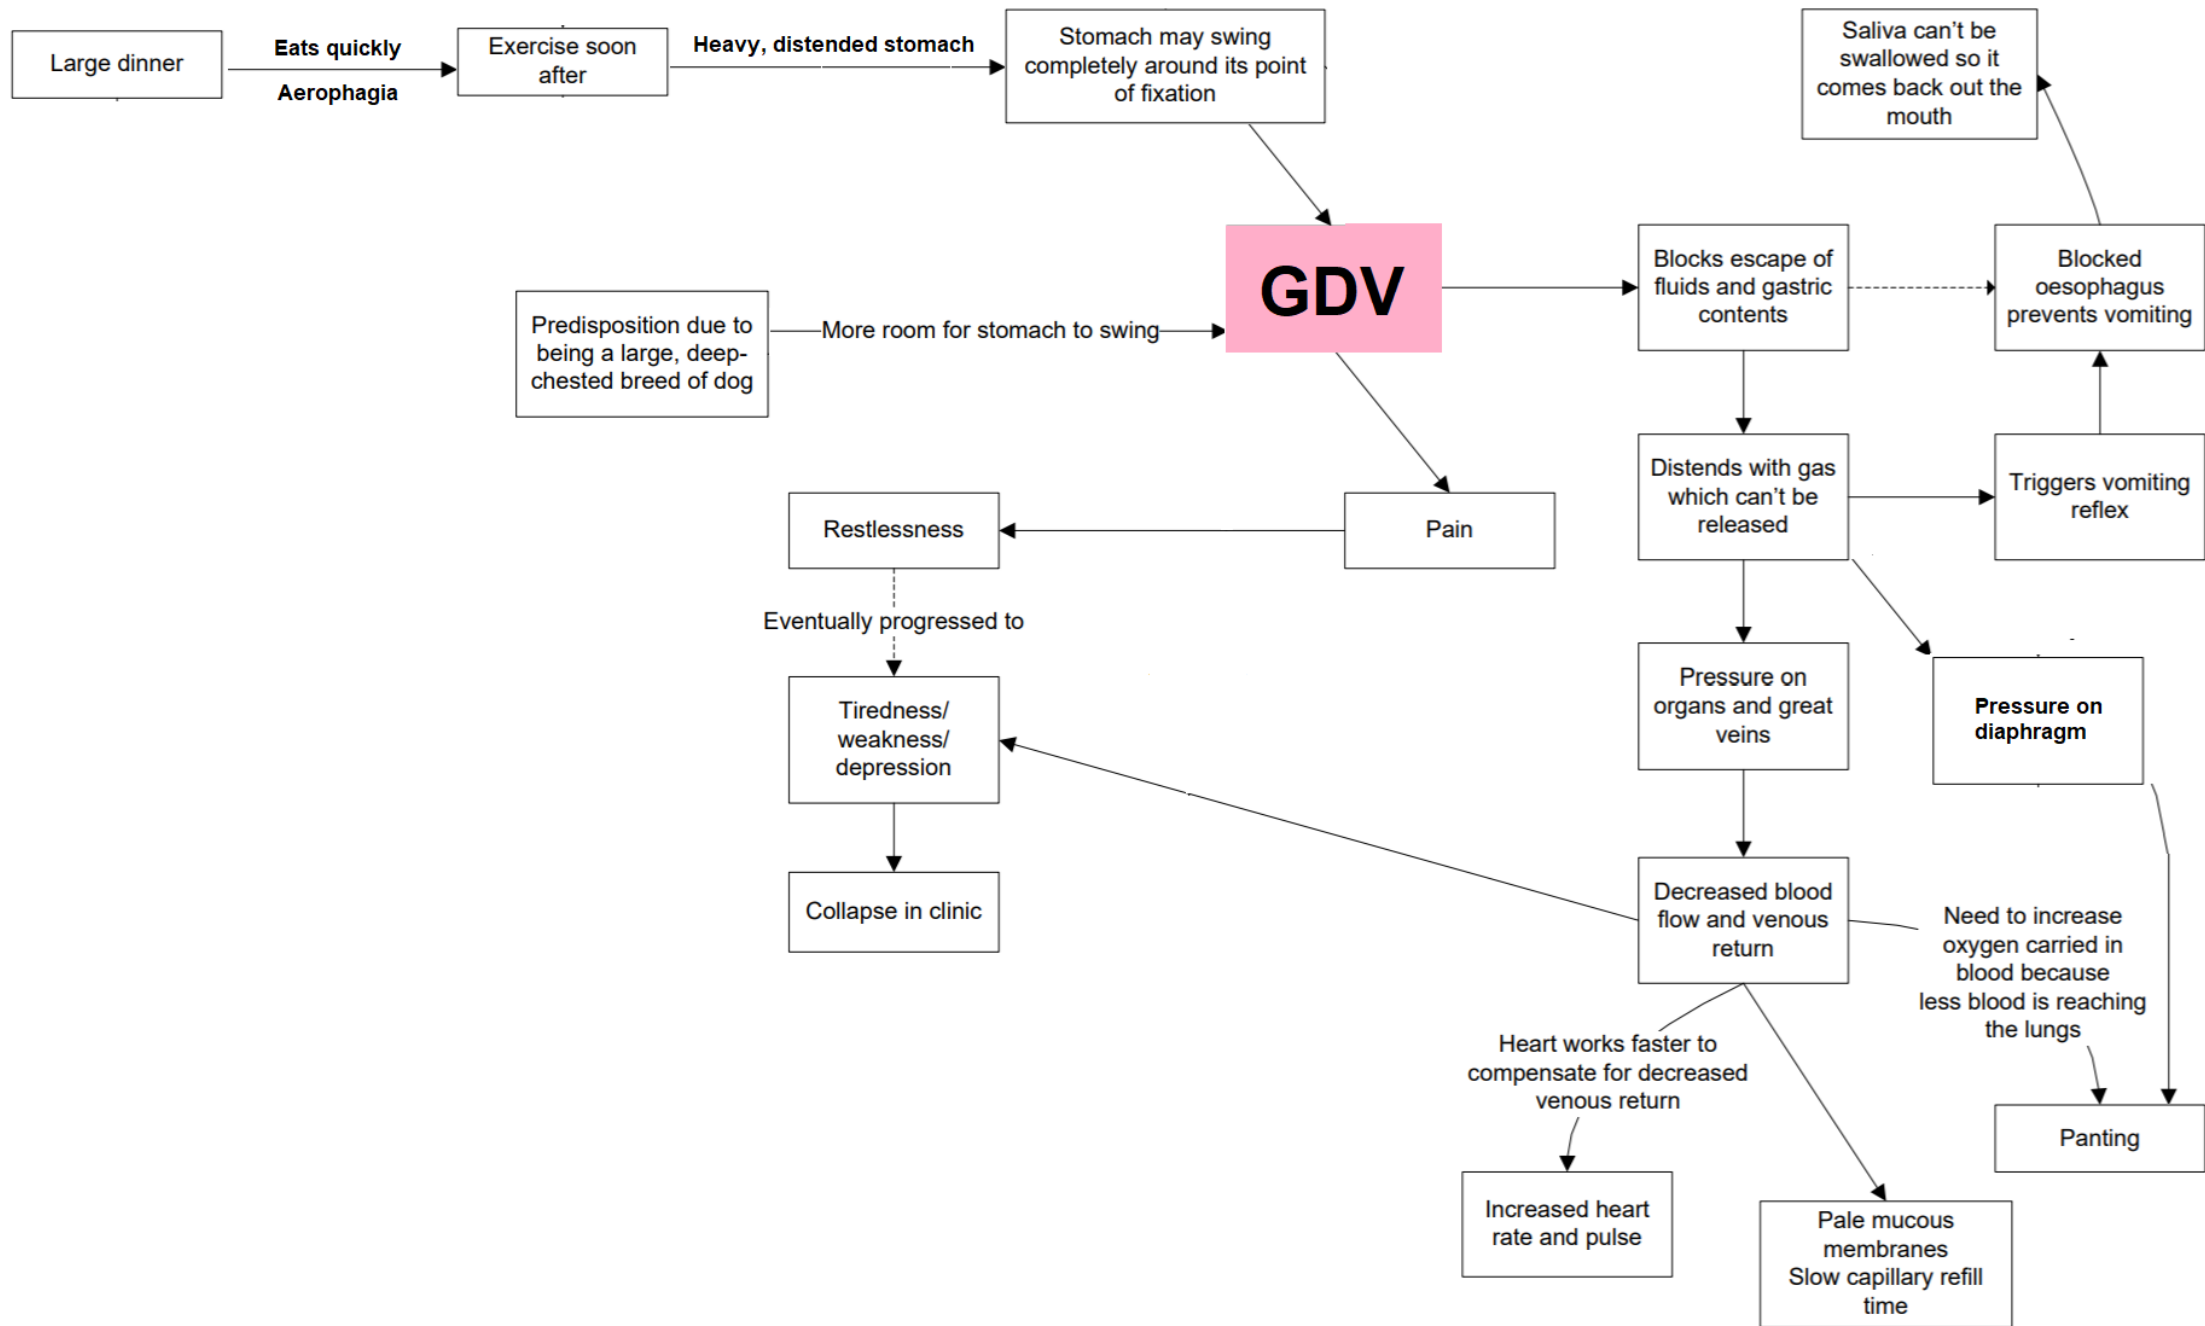 Large dinner
Eats quickly
Aerophagia
Exercise soon
after
Heavy, distended stomach
Stomach may swing
completely around its point
of fixation
Saliva can't be
swallowed so it
comes back out the
mouth
GDV
Predisposition due to
being a large, deep-
chested breed of dog
More room for stomach to swing
Blocks escape of
fluids and gastric
contents
Blocked
oesophagus
prevents vomiting
Restlessness
Pain
Distends with gas
which can't be
released
Triggers vomiting
reflex
Eventually progressed to
Tiredness/
weakness/
depression
Pressure on
organs and great
veins
Pressure on
diaphragm
Collapse in clinic
Decreased blood
flow and venous
return
Need to increase
oxygen carried in
blood because
less blood is reaching
the lungs
Heart works faster to
compensate for decreased
venous return
Panting
Increased heart
rate and pulse
Pale mucous
membranes
Slow capillary refill
time